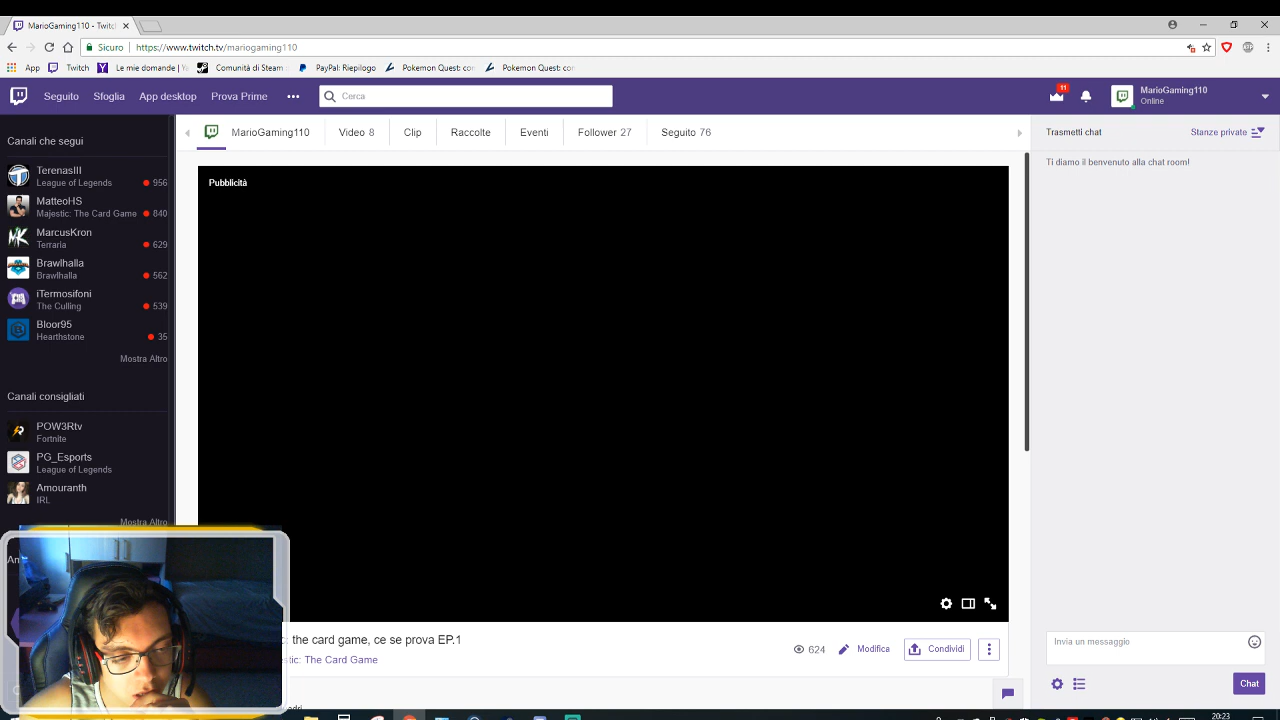 MarioGaming110 - Twitc
Sicuro https://www.twitch.tv/mariogaming110
App Twitch Le mie domande | Ya Comunità di Steam PayPal: Riepilogo Pokemon Quest: con Pokemon Quest: con
Seguito Sfoglia App desktop Prova Prime ••• Cerca 11 MarioGaming110
Online
MarioGaming110 Video 8 Clip Raccolte Eventi Follower 27 Seguito 76
Trasmetti chat Stanze private
Ti diamo il benvenuto alla chat room!
Canali che segui
TerenasIII
League of Legends 956
MatteoHS
Majestic: The Card Game 840
MarcusKron
Terraria 629
Brawlhalla
Brawlhalla 562
iTermosifoni
The Culling 539
Bloor95
Hearthstone 35
Mostra Altro
Canali consigliati
POW3Rtv
Fortnite
PG_Esports
League of Legends
Amouranth
IRL
Mostra Altro
Pubblicità
the card game, ce se prova EP.1
The Card Game
624 Modifica Condividi
Invia un messaggio
Chat
20:23